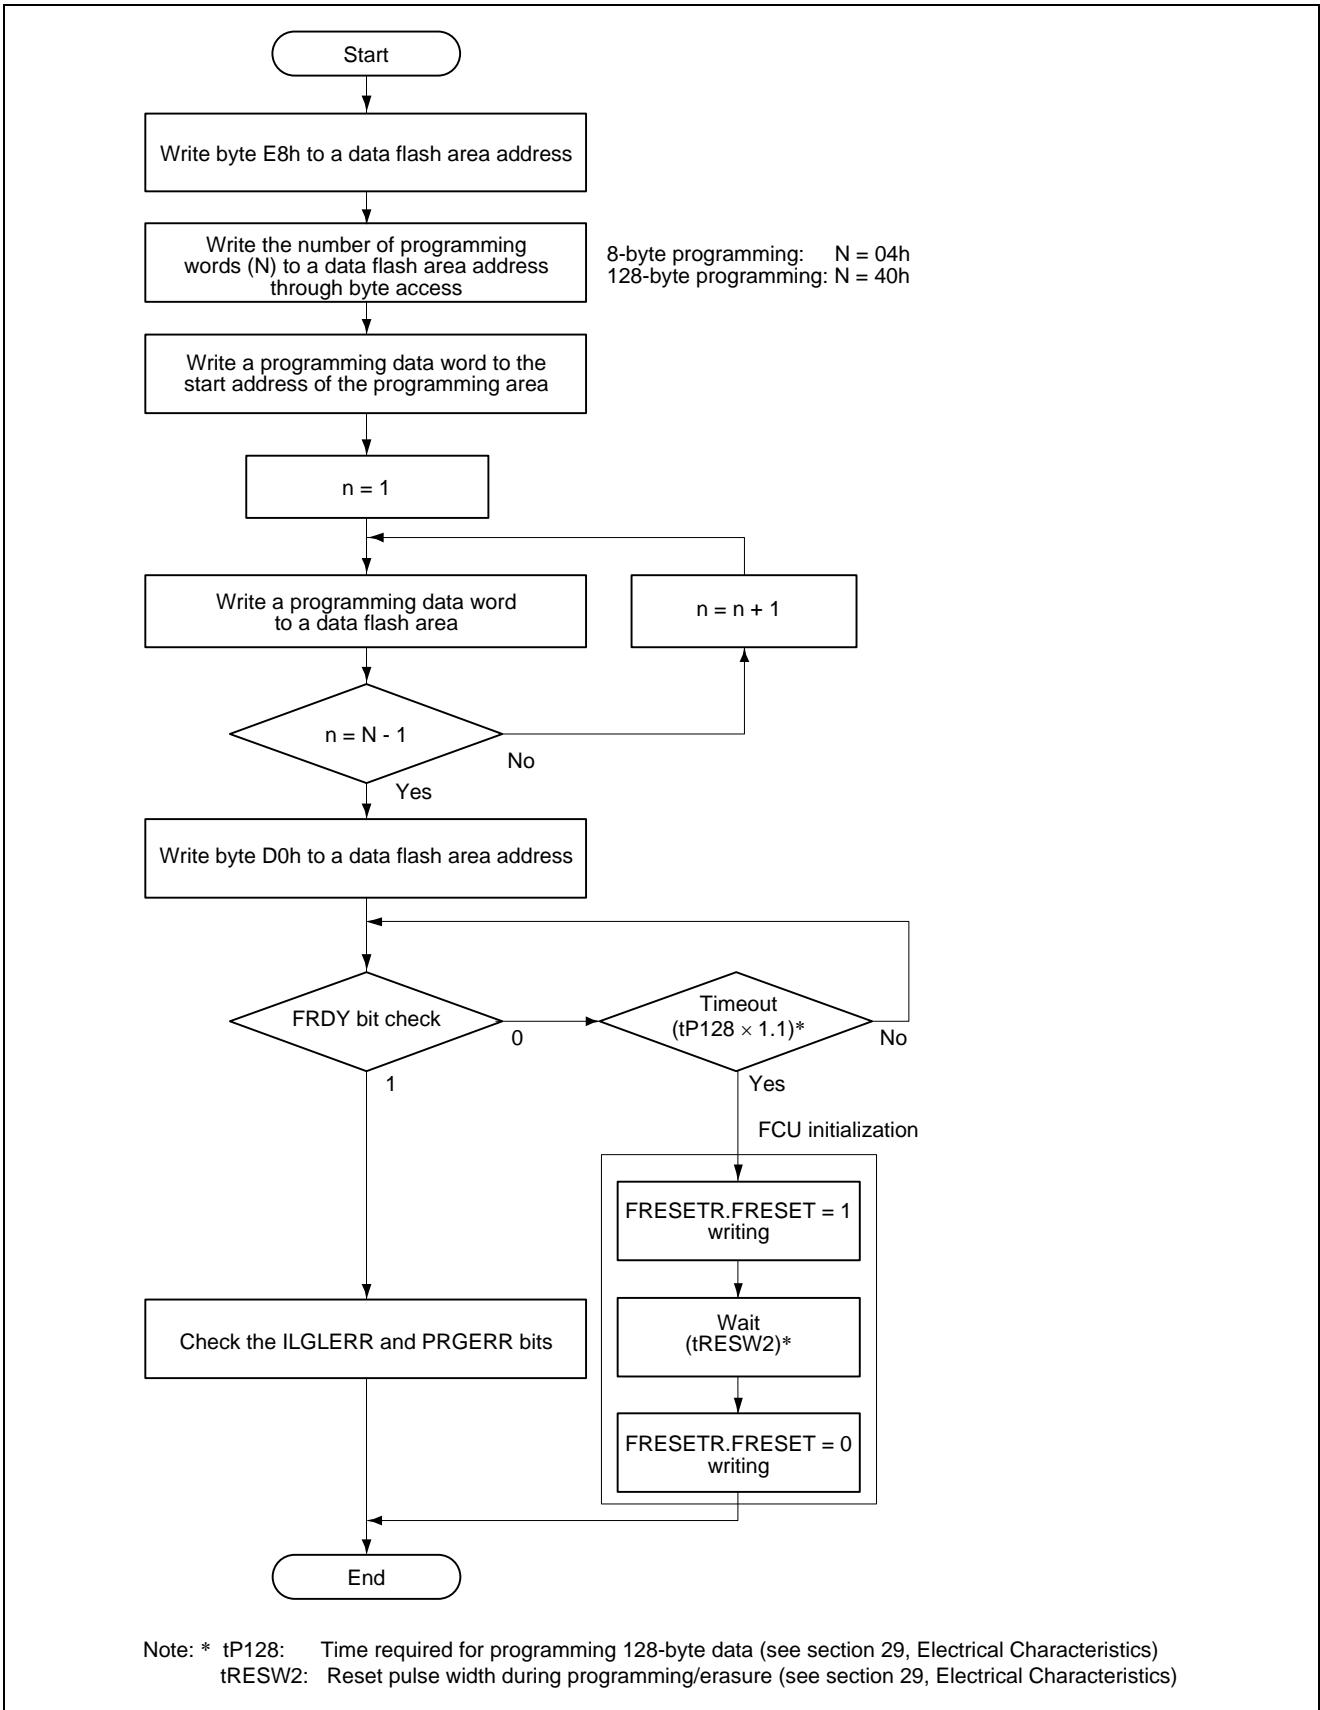 Start
Write byte E8h to a data flash area address
Write the number of programming
words (N) to a data flash area address
through byte access
8-byte programming: N = 04h
128-byte programming: N = 40h
Write a programming data word to the
start address of the programming area
n = 1
Write a programming data word
to a data flash area
n = n + 1
n = N - 1
No
Yes
Write byte D0h to a data flash area address
FRDY bit check
0
1
Timeout
(tP128 × 1.1)*
No
Yes
FCU initialization
FRESETR.FRESET = 1
writing
Wait
(tRESW2)*
FRESETR.FRESET = 0
writing
Check the ILGLERR and PRGERR bits
End
Note: * tP128: Time required for programming 128-byte data (see section 29, Electrical Characteristics)
tRESW2: Reset pulse width during programming/erasure (see section 29, Electrical Characteristics)